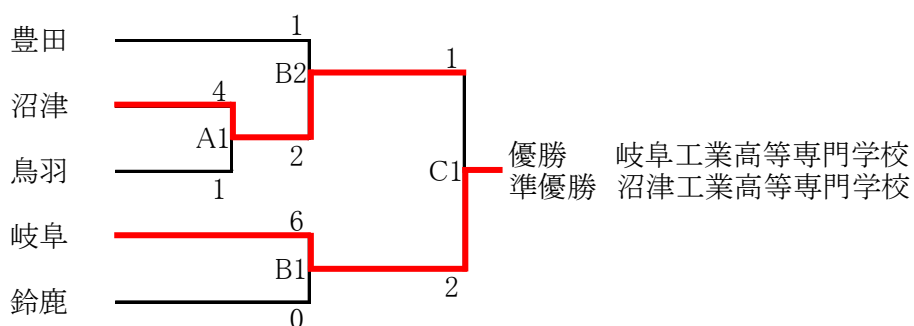 豊田
1
B2
1
沼津
4
A1
2
鳥羽
1
C1
優勝 岐阜工業高等専門学校
準優勝 沼津工業高等専門学校
岐阜
6
B1
2
鈴鹿
0